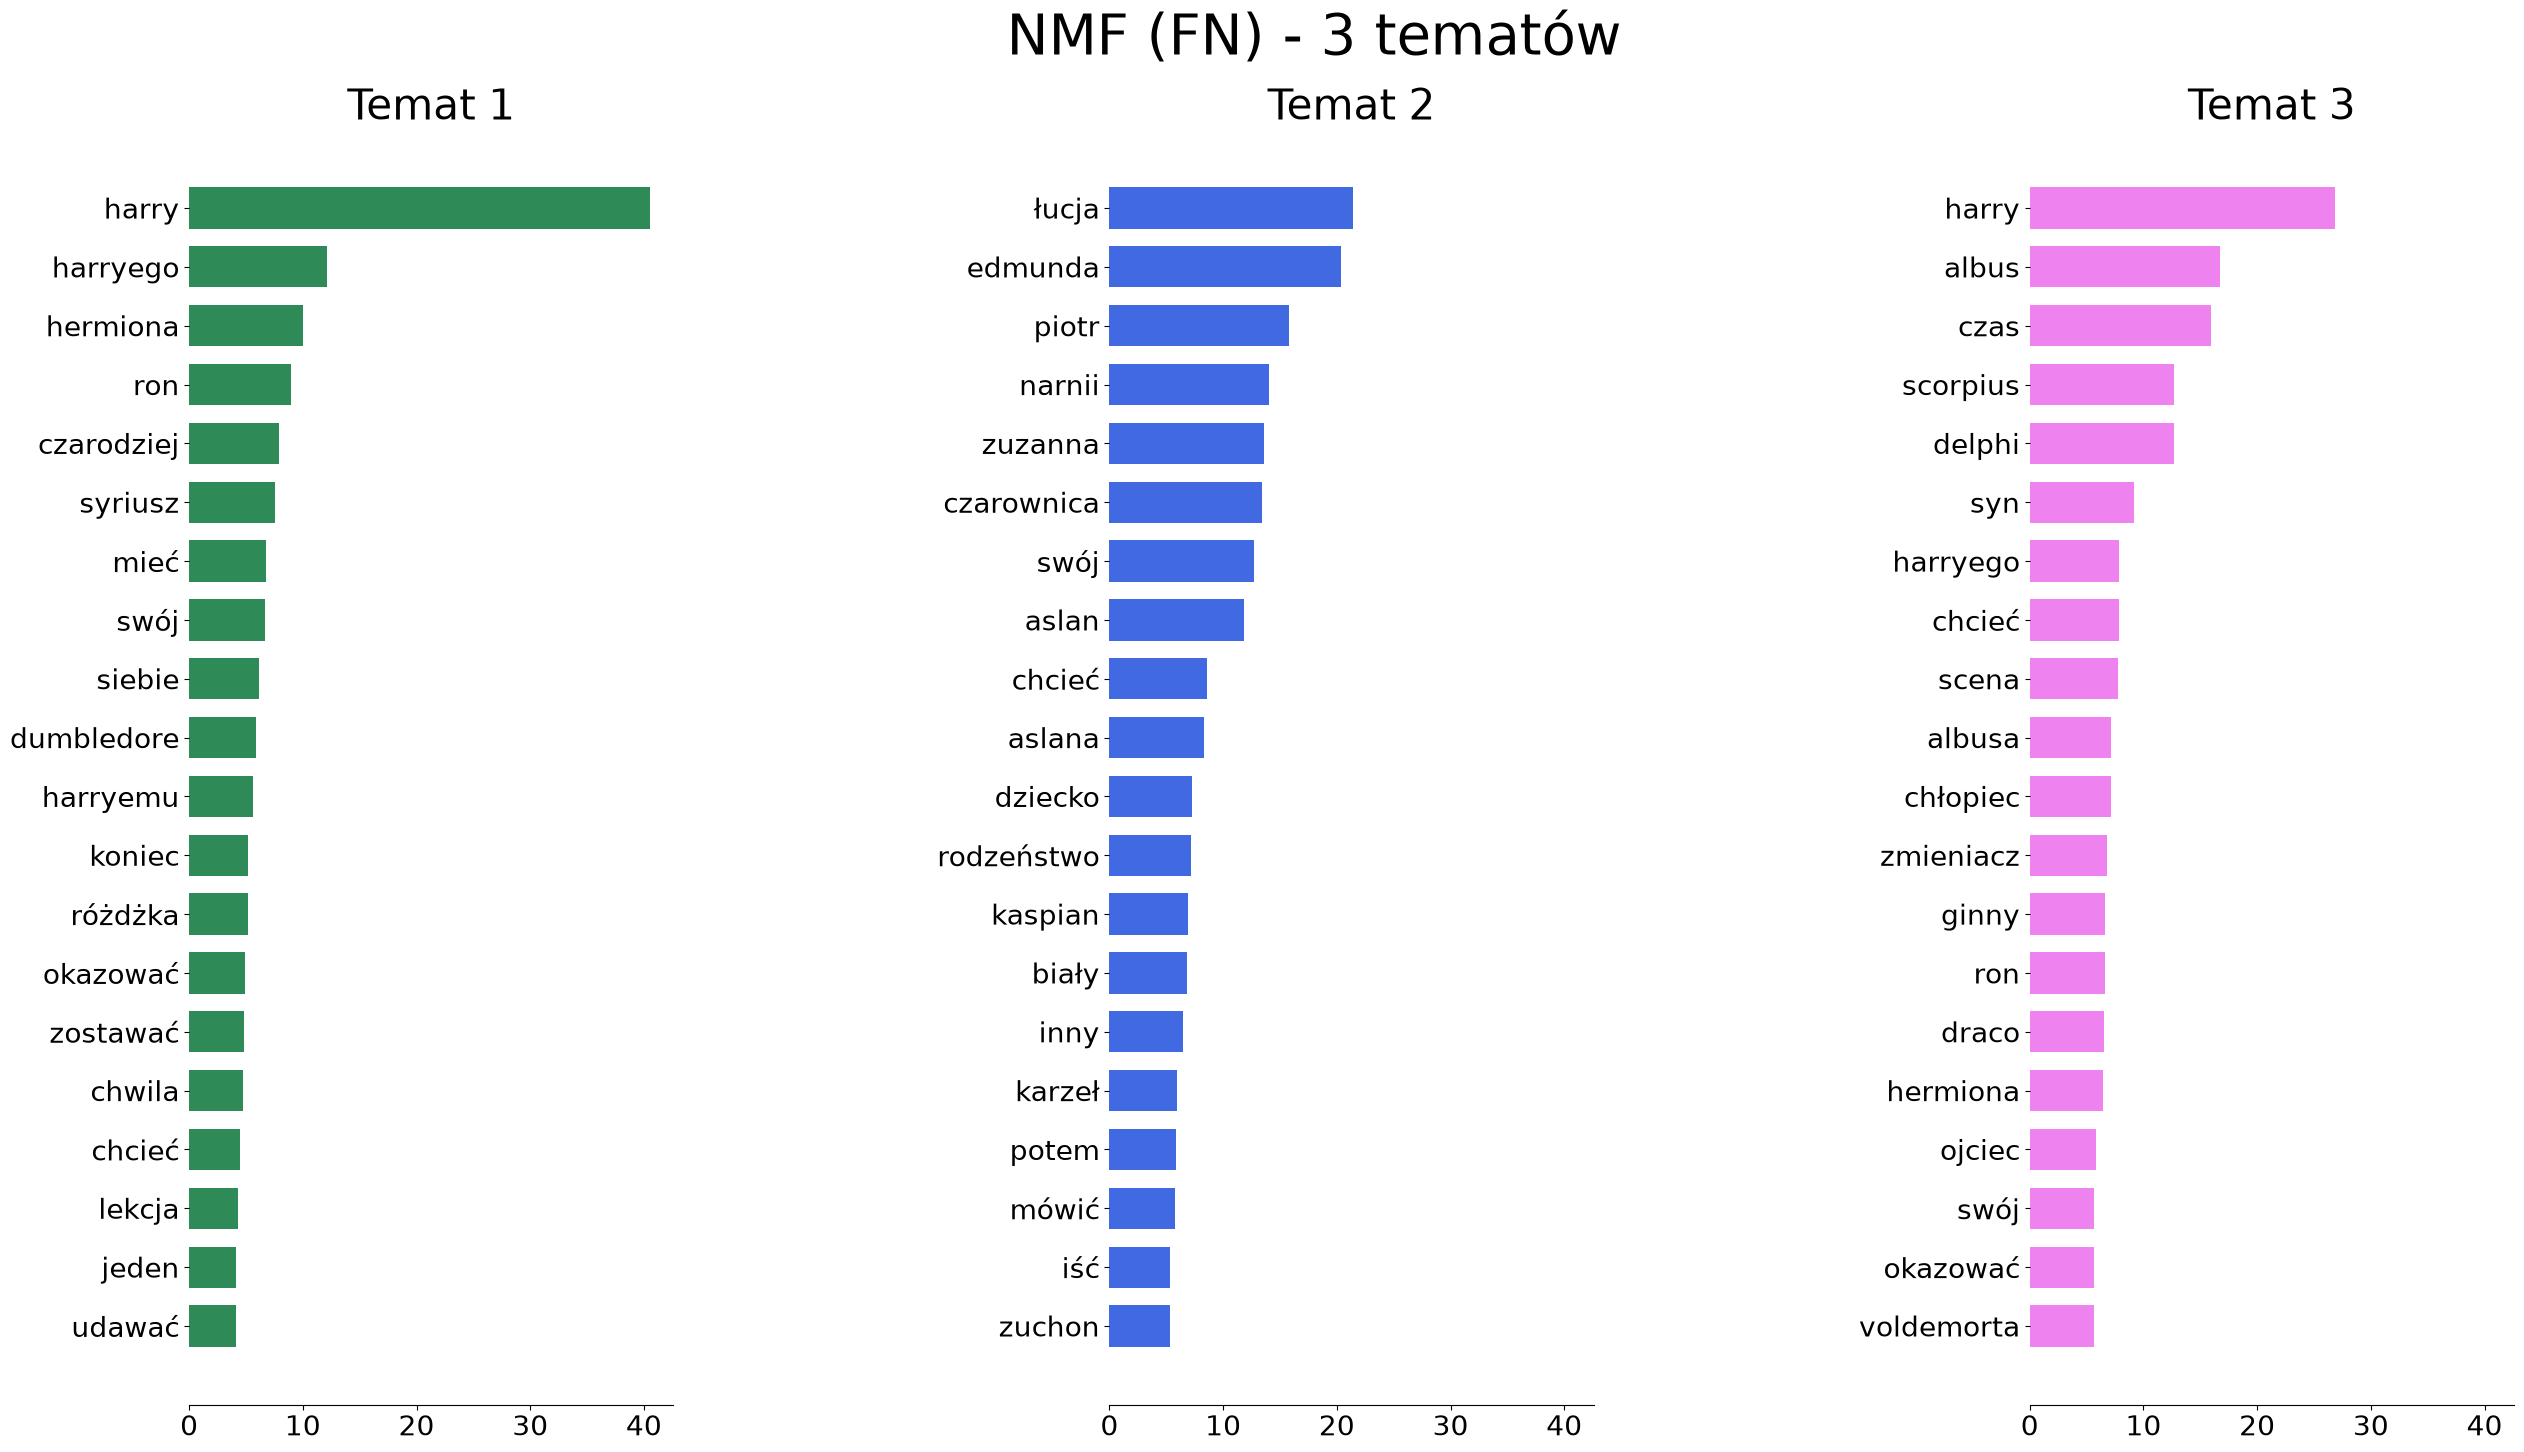 NMF (FN) - 3 tematów
Temat 1
harry
harryego
hermiona
ron
czarodziej
syriusz
mieć
swój
siebie
dumbledore
harryemu
koniec
różdżka
okazować
zostawać
chwila
chcieć
lekcja
jeden
udawać
0 10 20 30 40
Temat 2
łucja
edmunda
piotr
narnii
zuzanna
czarownica
swój
aslan
chcieć
aslana
dziecko
rodzeństwo
kaspian
biały
inny
karzeł
potem
mówić
iść
zuchon
0 10 20 30 40
Temat 3
harry
albus
czas
scorpius
delphi
syn
harryego
chcieć
scena
albusa
chłopiec
zmieniacz
ginny
ron
draco
hermiona
ojciec
swój
okazować
voldemorta
0 10 20 30 40